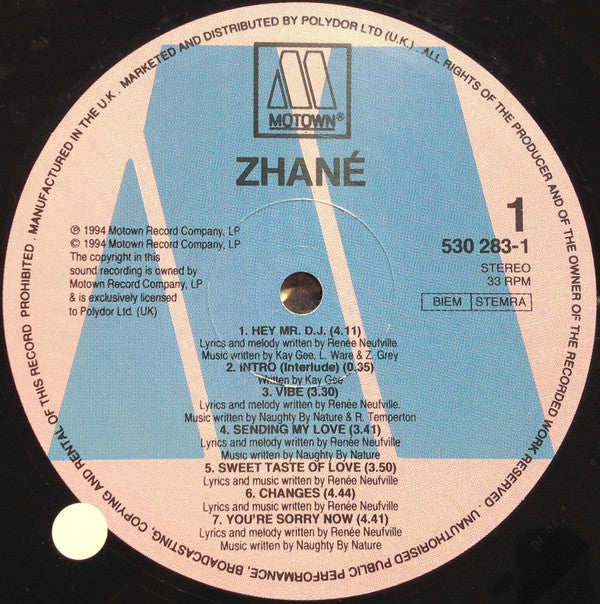 MANUFACTURED IN THE U.K. MARKETED AND DISTRIBUTED BY POLYDOR LTD (U.K.). ALL RIGHTS OF THE PRODUCER AND OF THE OWNER OF THE RECORDED WORK RESERVED. UNAUTHORISED PUBLIC PERFORMANCE, BROADCASTING, COPYING AND RENTAL OF THIS RECORD PROHIBITED.
MOTOWN®
ZHANÉ
1
530 283-1
STEREO
33 RPM
BIEM STEMRA
℗ 1994 Motown Record Company, LP
© 1994 Motown Record Company, LP
The copyright in this
sound recording is owned by
Motown Record Company, LP
& is exclusively licensed
to Polydor Ltd. (UK)
1. HEY MR. D.J. (4.11)
Lyrics and melody written by Renée Neufville.
Music written by Kay Gee, L. Ware & Z. Grey
2. INTRO (Interlude) (0.35)
Written by Kay Gee
3. VIBE (3.30)
Lyrics and melody written by Renée Neufville.
Music written by Naughty By Nature & R. Temperton
4. SENDING MY LOVE (3.41)
Lyrics and melody written by Renée Neufville
Music written by Naughty By Nature
5. SWEET TASTE OF LOVE (3.50)
Lyrics and music written by Renée Neufville
6. CHANGES (4.44)
Lyrics and music written by Renée Neufville
7. YOU'RE SORRY NOW (4.41)
Lyrics and melody written by Renée Neufville
Music written by Naughty By Nature